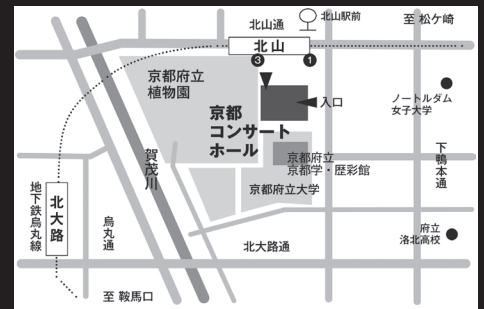 北山通
北山駅前
至 松ケ崎
北山
3
1
京都府立
植物園
入口
ノートルダム
女子大学
京都
コンサート
ホール
賀茂川
京都府立
京都学・歴彩館
下鴨本通
京都府立大学
北大路
地下鉄烏丸線
烏丸通
府立
洛北高校
北大路通
至 鞍馬口